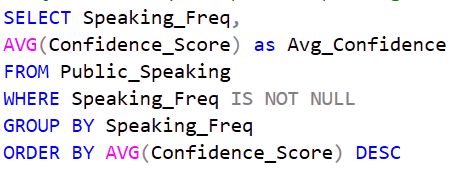 SELECT Speaking_Freq,
AVG(Confidence_Score) as Avg_Confidence
FROM Public_Speaking
WHERE Speaking_Freq IS NOT NULL
GROUP BY Speaking_Freq
ORDER BY AVG(Confidence_Score) DESC